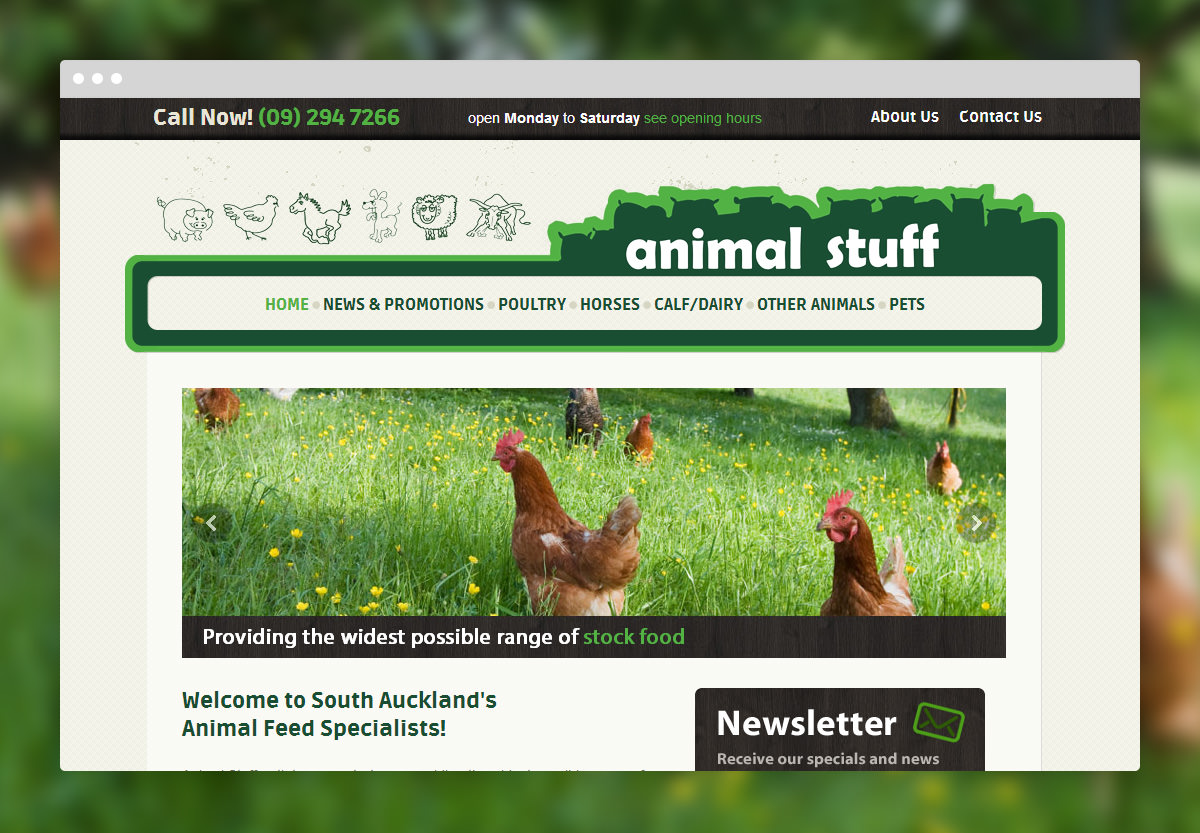 Call Now! (09) 294 7266
open Monday to Saturday see opening hours
About Us Contact Us
animal stuff
HOME NEWS & PROMOTIONS POULTRY HORSES CALF/DAIRY OTHER ANIMALS PETS
Providing the widest possible range of stock food
Welcome to South Auckland's
Animal Feed Specialists!
Newsletter
Receive our specials and news